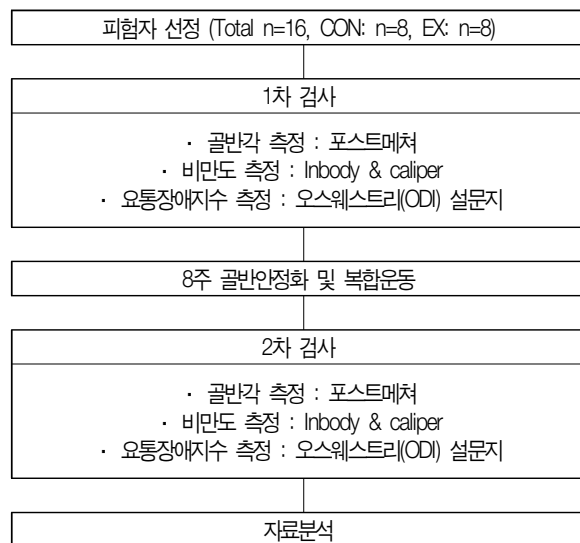 피험자 선정 (Total n=16, CON: n=8, EX: n=8)
1차 검사
· 골반각 측정 : 포스트메쳐
· 비만도 측정 : Inbody & caliper
· 요통장애지수 측정 : 오스웨스트리(ODI) 설문지
8주 골반안정화 및 복합운동
2차 검사
· 골반각 측정 : 포스트메쳐
· 비만도 측정 : Inbody & caliper
· 요통장애지수 측정 : 오스웨스트리(ODI) 설문지
자료분석